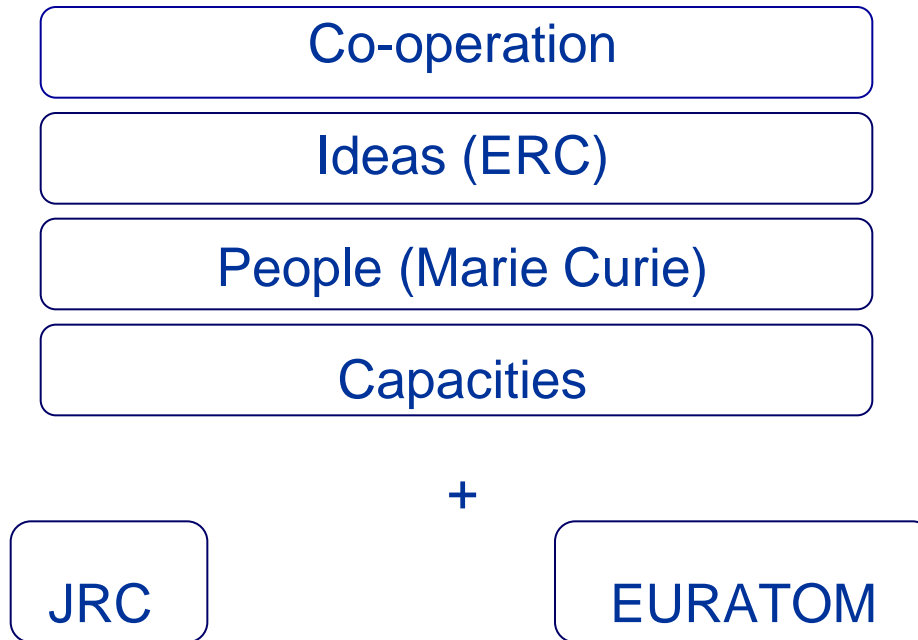 Co-operation
Ideas (ERC)
People (Marie Curie)
Capacities
+
JRC
EURATOM